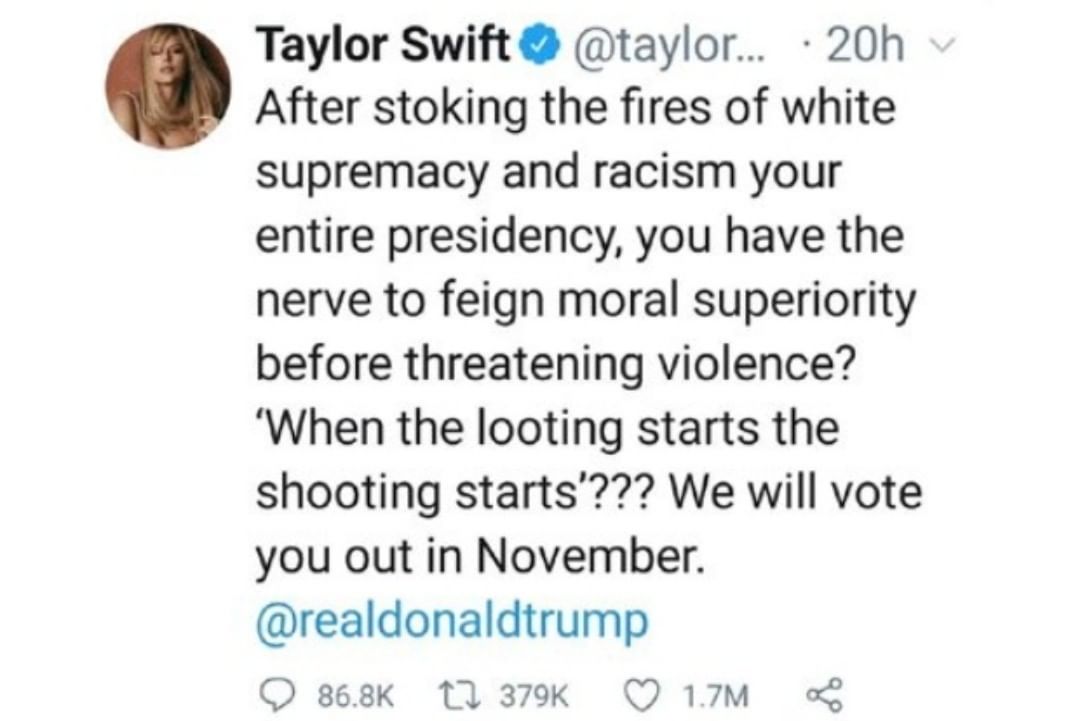 Taylor Swift @taylor... · 20h
After stoking the fires of white
supremacy and racism your
entire presidency, you have the
nerve to feign moral superiority
before threatening violence?
‘When the looting starts the
shooting starts’??? We will vote
you out in November.
@realdonaldtrump
86.8K 379K 1.7M